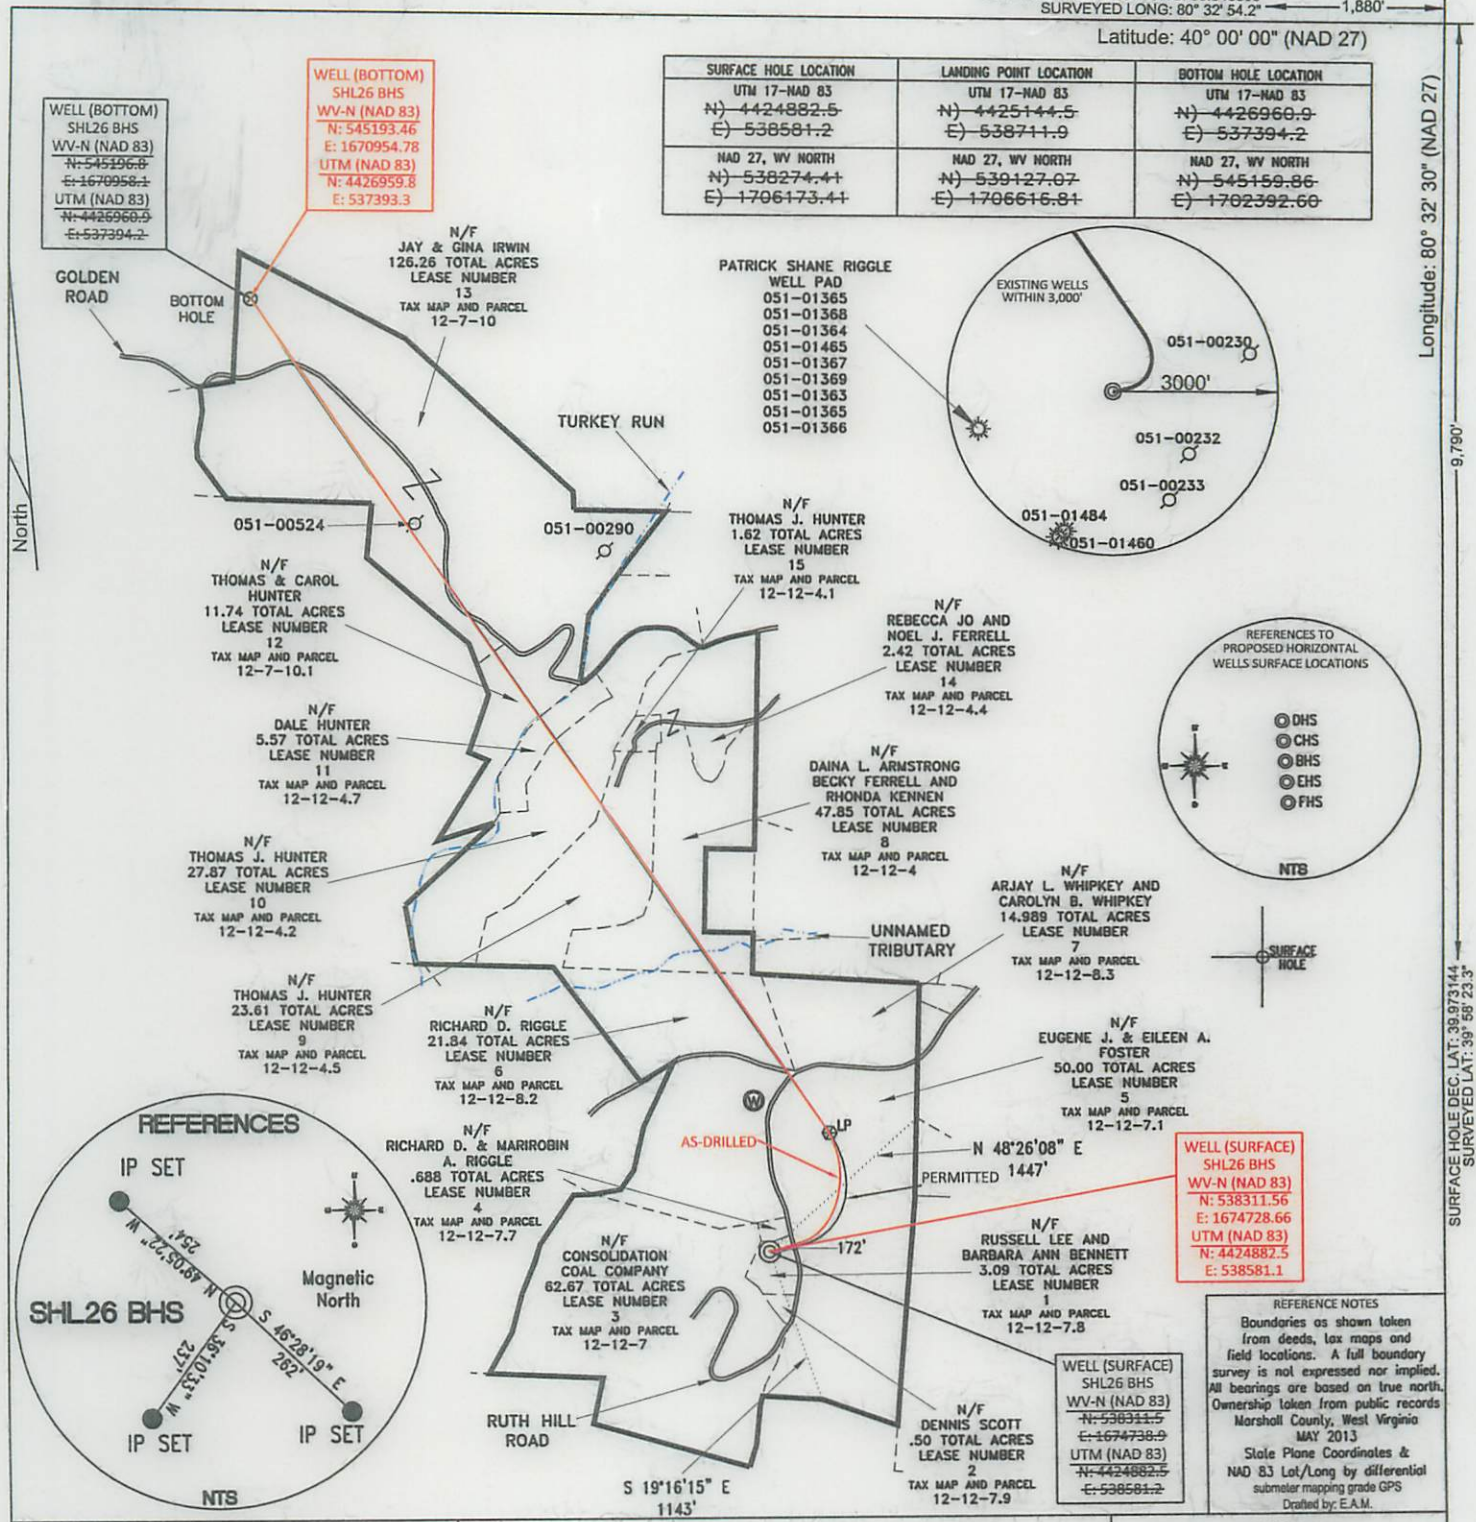 SURVEYED LONG: 80° 32' 54.2"
1,880'
Latitude: 40° 00' 00" (NAD 27)
Longitude: 80° 32' 30" (NAD 27)
9,790'
SURFACE HOLE DEC. LAT: 39.973144
SURVEYED LAT: 39° 58' 23.3"
SURFACE HOLE LOCATION
UTM 17-NAD 83
N) 4424882.5
E) 538581.2
NAD 27, WV NORTH
N) 538274.41
E) 1706173.41
LANDING POINT LOCATION
UTM 17-NAD 83
N) 4425144.5
E) 538711.9
NAD 27, WV NORTH
N) 539127.07
E) 1706616.81
BOTTOM HOLE LOCATION
UTM 17-NAD 83
N) 4426960.9
E) 537394.2
NAD 27, WV NORTH
N) 545159.86
E) 1702392.60
WELL (BOTTOM)
SHL26 BHS
WV-N (NAD 83)
N: 545196.8
E: 1670958.1
UTM (NAD 83)
N: 4426960.9
E: 537394.2
WELL (BOTTOM)
SHL26 BHS
WV-N (NAD 83)
N: 545193.46
E: 1670954.78
UTM (NAD 83)
N: 4426959.8
E: 537393.3
GOLDEN
ROAD
BOTTOM
HOLE
North
N/F
JAY & GINA IRWIN
126.26 TOTAL ACRES
LEASE NUMBER
13
TAX MAP AND PARCEL
12-7-10
PATRICK SHANE RIGGLE
WELL PAD
051-01365
051-01368
051-01364
051-01465
051-01367
051-01369
051-01363
051-01365
051-01366
EXISTING WELLS
WITHIN 3,000'
051-00230
3000'
051-00232
051-00233
051-01484
051-01460
TURKEY RUN
051-00524
051-00290
N/F
THOMAS J. HUNTER
1.62 TOTAL ACRES
LEASE NUMBER
15
TAX MAP AND PARCEL
12-12-4.1
N/F
THOMAS & CAROL
HUNTER
11.74 TOTAL ACRES
LEASE NUMBER
12
TAX MAP AND PARCEL
12-7-10.1
N/F
REBECCA JO AND
NOEL J. FERRELL
2.42 TOTAL ACRES
LEASE NUMBER
14
TAX MAP AND PARCEL
12-12-4.4
REFERENCES TO
PROPOSED HORIZONTAL
WELLS SURFACE LOCATIONS
DHS
CHS
BHS
EHS
FHS
NTS
N/F
DALE HUNTER
5.57 TOTAL ACRES
LEASE NUMBER
11
TAX MAP AND PARCEL
12-12-4.7
N/F
DAINA L. ARMSTRONG
BECKY FERRELL AND
RHONDA KENNEN
47.85 TOTAL ACRES
LEASE NUMBER
8
TAX MAP AND PARCEL
12-12-4
N/F
THOMAS J. HUNTER
27.87 TOTAL ACRES
LEASE NUMBER
10
TAX MAP AND PARCEL
12-12-4.2
N/F
ARJAY L. WHIPKEY AND
CAROLYN B. WHIPKEY
14.989 TOTAL ACRES
LEASE NUMBER
7
TAX MAP AND PARCEL
12-12-8.3
UNNAMED
TRIBUTARY
SURFACE
HOLE
N/F
THOMAS J. HUNTER
23.61 TOTAL ACRES
LEASE NUMBER
9
TAX MAP AND PARCEL
12-12-4.5
N/F
RICHARD D. RIGGLE
21.84 TOTAL ACRES
LEASE NUMBER
6
TAX MAP AND PARCEL
12-12-8.2
N/F
EUGENE J. & EILEEN A.
FOSTER
50.00 TOTAL ACRES
LEASE NUMBER
5
TAX MAP AND PARCEL
12-12-7.1
W
LP
AS-DRILLED
N 48°26'08" E
1447'
PERMITTED
N/F
RICHARD D. & MARIROBIN
A. RIGGLE
.688 TOTAL ACRES
LEASE NUMBER
4
TAX MAP AND PARCEL
12-12-7.7
WELL (SURFACE)
SHL26 BHS
WV-N (NAD 83)
N: 538311.56
E: 1674728.66
UTM (NAD 83)
N: 4424882.5
E: 538581.1
172'
N/F
RUSSELL LEE AND
BARBARA ANN BENNETT
3.09 TOTAL ACRES
LEASE NUMBER
1
TAX MAP AND PARCEL
12-12-7.8
N/F
CONSOLIDATION
COAL COMPANY
62.67 TOTAL ACRES
LEASE NUMBER
3
TAX MAP AND PARCEL
12-12-7
REFERENCES
IP SET
N 49°05'22" W
254'
Magnetic
North
SHL26 BHS
S 46°28'19" E
262'
S 36°10'33" W
237'
IP SET
IP SET
NTS
RUTH HILL
ROAD
S 19°16'15" E
1143'
N/F
DENNIS SCOTT
.50 TOTAL ACRES
LEASE NUMBER
2
TAX MAP AND PARCEL
12-12-7.9
WELL (SURFACE)
SHL26 BHS
WV-N (NAD 83)
N: 538311.5
E: 1674738.9
UTM (NAD 83)
N: 4424882.5
E: 538581.2
REFERENCE NOTES
Boundaries as shown taken
from deeds, tax maps and
field locations. A full boundary
survey is not expressed nor implied.
All bearings are based on true north.
Ownership taken from public records
Marshall County, West Virginia
MAY 2013
State Plane Coordinates &
NAD 83 Lat/Long by differential
submeter mapping grade GPS
Drafted by: E.A.M.